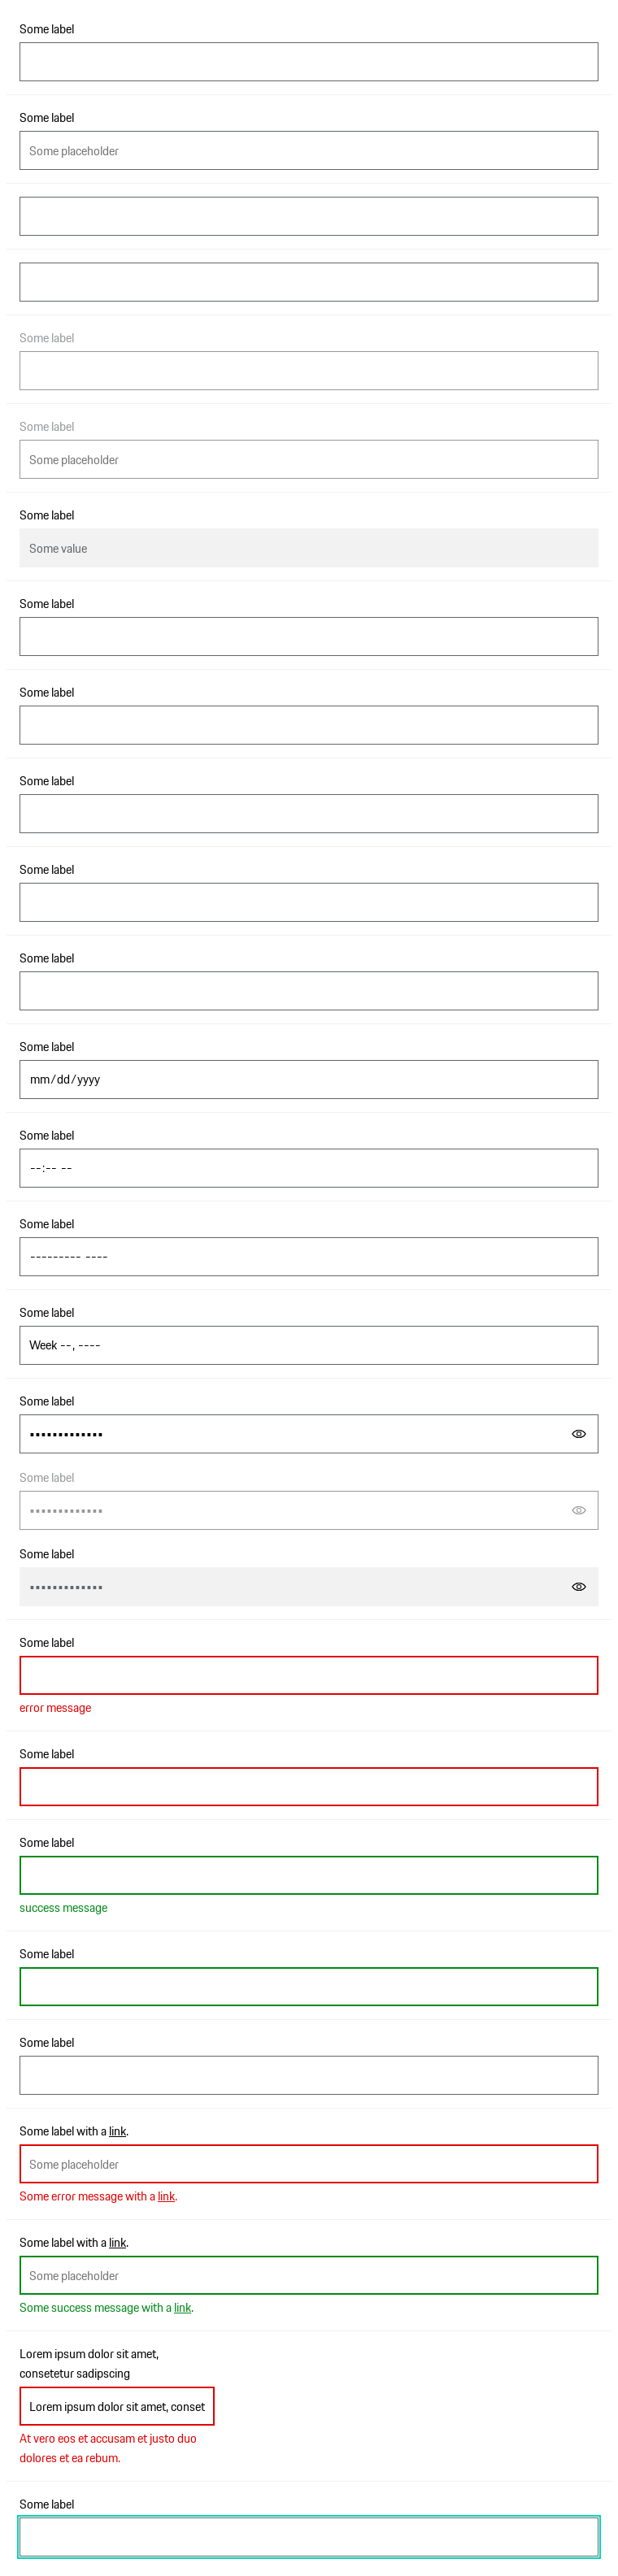 Some label
Some label
Some placeholder
Some label
Some label
Some placeholder
Some label
Some value
Some label
Some label
Some label
Some label
Some label
Some label
mm/dd/yyyy
Some label
--:-- --
Some label
--------- ----
Some label
Week --, ----
Some label
•••••••••••••
Some label
•••••••••••••
Some label
•••••••••••••
Some label
error message
Some label
Some label
success message
Some label
Some label
Some label with a link.
Some placeholder
Some error message with a link.
Some label with a link.
Some placeholder
Some success message with a link.
Lorem ipsum dolor sit amet,
consetetur sadipscing
Lorem ipsum dolor sit amet, conset
At vero eos et accusam et justo duo
dolores et ea rebum.
Some label